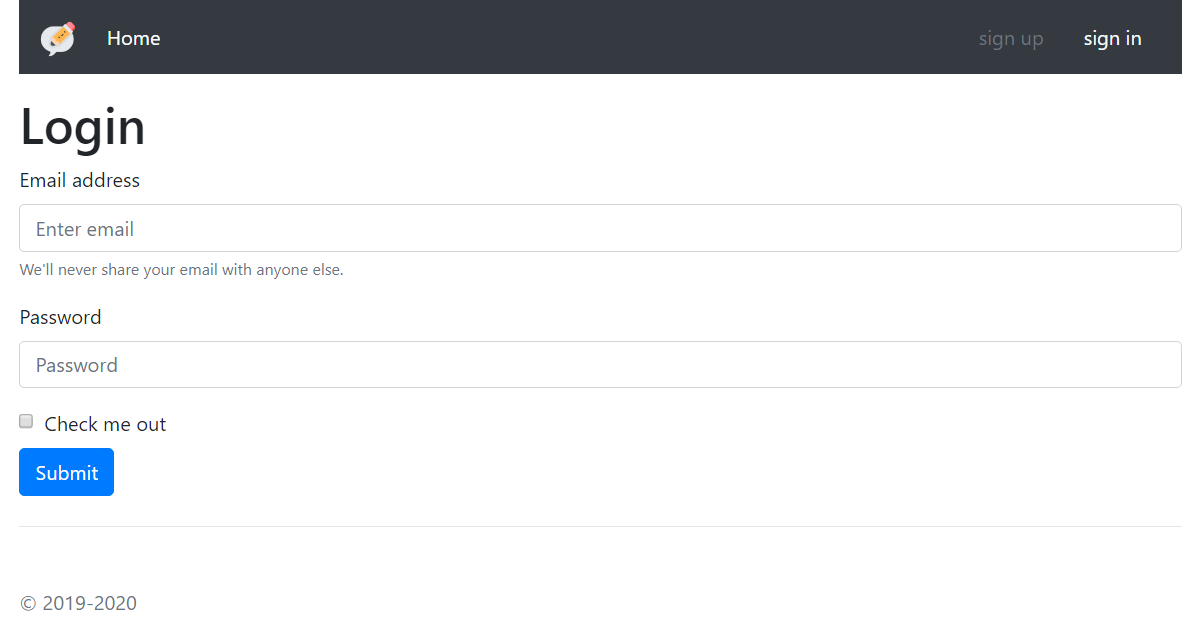 Home sign up sign in
Login
Email address
Enter email
We'll never share your email with anyone else.
Password
Password
Check me out
Submit
© 2019-2020